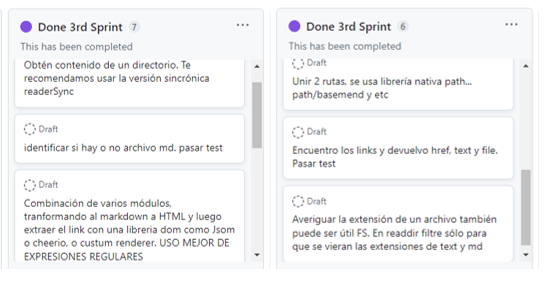 Done 3rd Sprint 7 ...
This has been completed
Obtén contenido de un directorio. Te
recomendamos usar la versión sincrónica
readerSync
Draft
identificar si hay o no archivo md. pasar test
Draft
Combinación de varios módulos,
tranformando al markdown a HTML y luego
extraer el link con una libreria dom como Jsom
o cheerio, o custum renderer. USO MEJOR DE
EXPRESIONES REGULARES
Done 3rd Sprint 6 ...
This has been completed
Draft
Unir 2 rutas, se usa librería nativa path...
path/basemend y etc
Draft
Encuentro los links y devuelvo href, text y file.
Pasar test
Draft
Averiguar la extensión de un archivo también
puede ser útil FS. En readdir filtre sólo para
que se vieran las extensiones de text y md